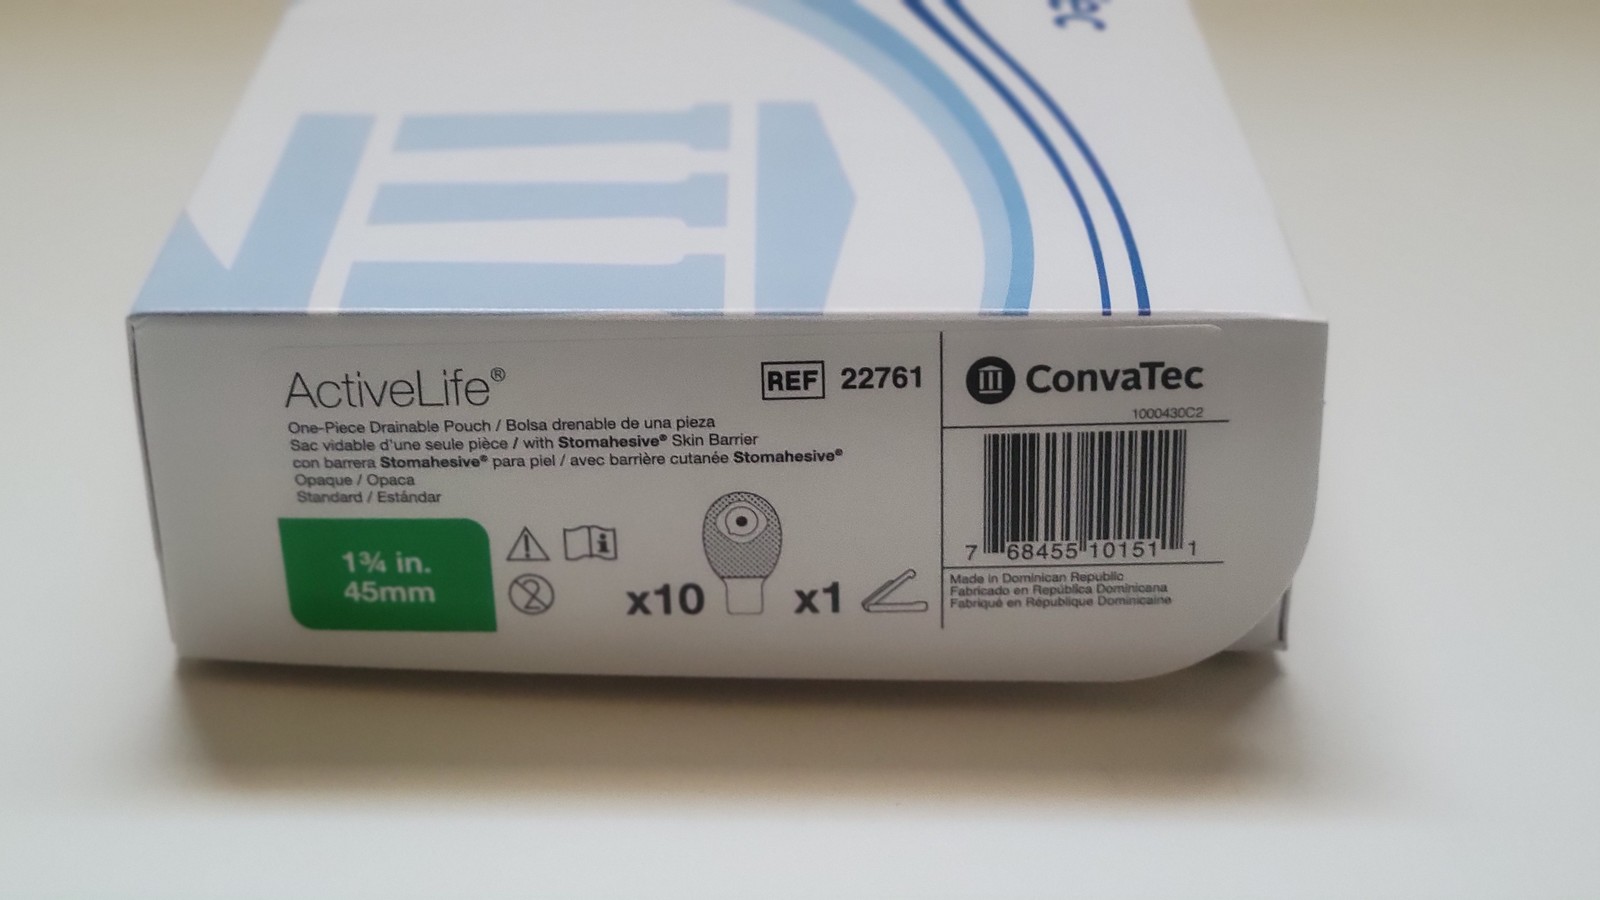 ActiveLife®
REF 22761
One-Piece Drainable Pouch / Bolsa drenable de una pieza
Sac vidable d'une seule pièce / with Stomahesive® Skin Barrier
con barrera Stomahesive® para piel / avec barrière cutanée Stomahesive®
Opaque / Opaca
Standard / Estándar
1¾ in.
45mm
2
x10
x1
ConvaTec
1000430C2
7 68455 10151 1
Made in Dominican Republic
Fabricado en República Dominicana
Fabriqué en République Dominicaine